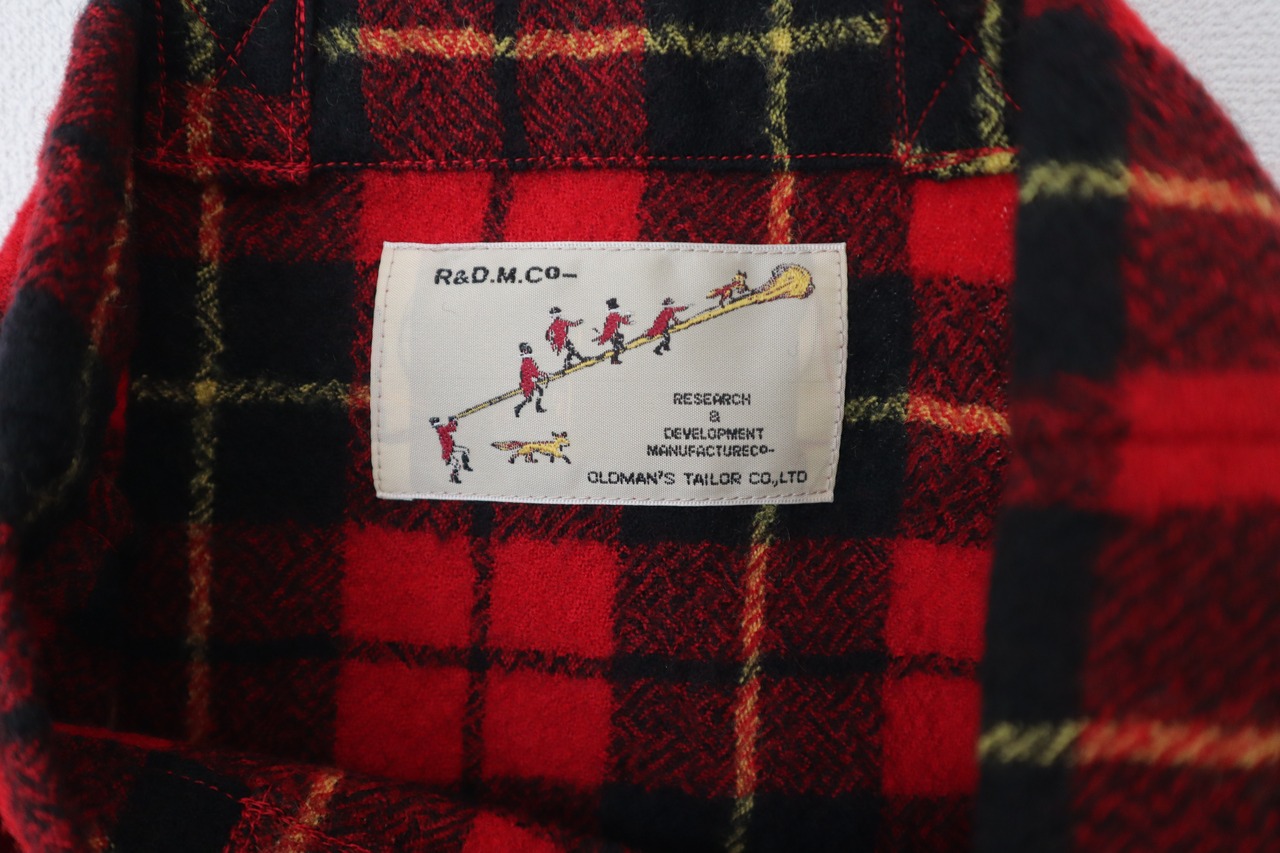 R&D.M.Co-
RESEARCH
&
DEVELOPMENT
MANUFACTURECo-
OLDMAN'S TAILOR CO.,LTD